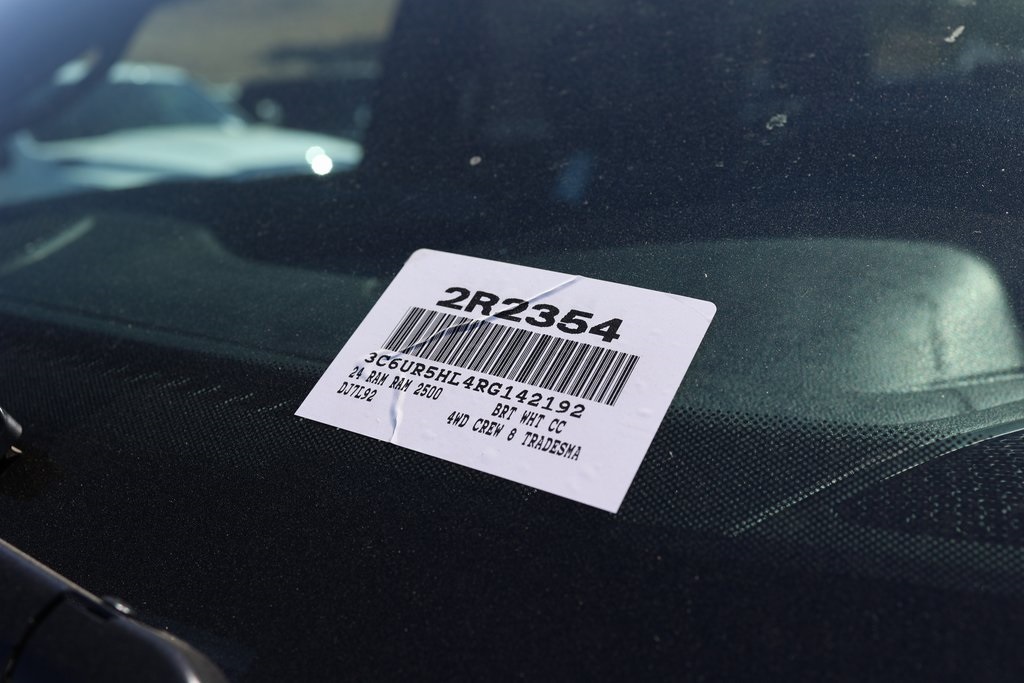 2R2354
3C6UR5HL4RG142192
24 RAM RAM 2500 BRT WHT CC
DJ7L92 4WD CREW 8 TRADESMA